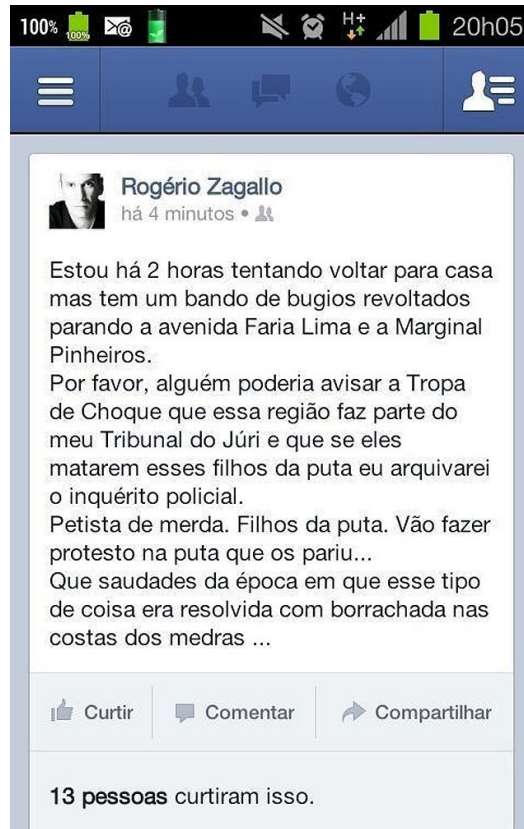 100% 100% H+ 20h05
Rogério Zagallo
há 4 minutos •
Estou há 2 horas tentando voltar para casa
mas tem um bando de bugios revoltados
parando a avenida Faria Lima e a Marginal
Pinheiros.
Por favor, alguém poderia avisar a Tropa
de Choque que essa região faz parte do
meu Tribunal do Júri e que se eles
matarem esses filhos da puta eu arquivarei
o inquérito policial.
Petista de merda. Filhos da puta. Vão fazer
protesto na puta que os pariu...
Que saudades da época em que esse tipo
de coisa era resolvida com borrachada nas
costas dos medras ...
Curtir Comentar Compartilhar
13 pessoas curtiram isso.